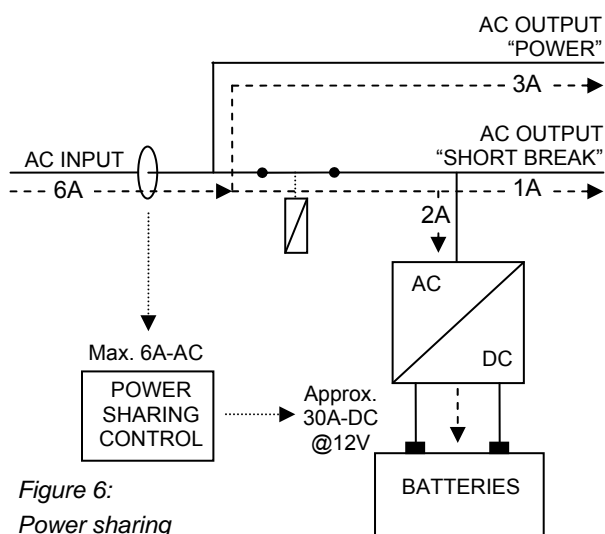 AC OUTPUT
“POWER”
3A
AC OUTPUT
“SHORT BREAK”
AC INPUT
6A
1A
2A
AC
DC
Max. 6A-AC
POWER
SHARING
CONTROL
Approx.
30A-DC
@12V
BATTERIES
Figure 6:
Power sharing